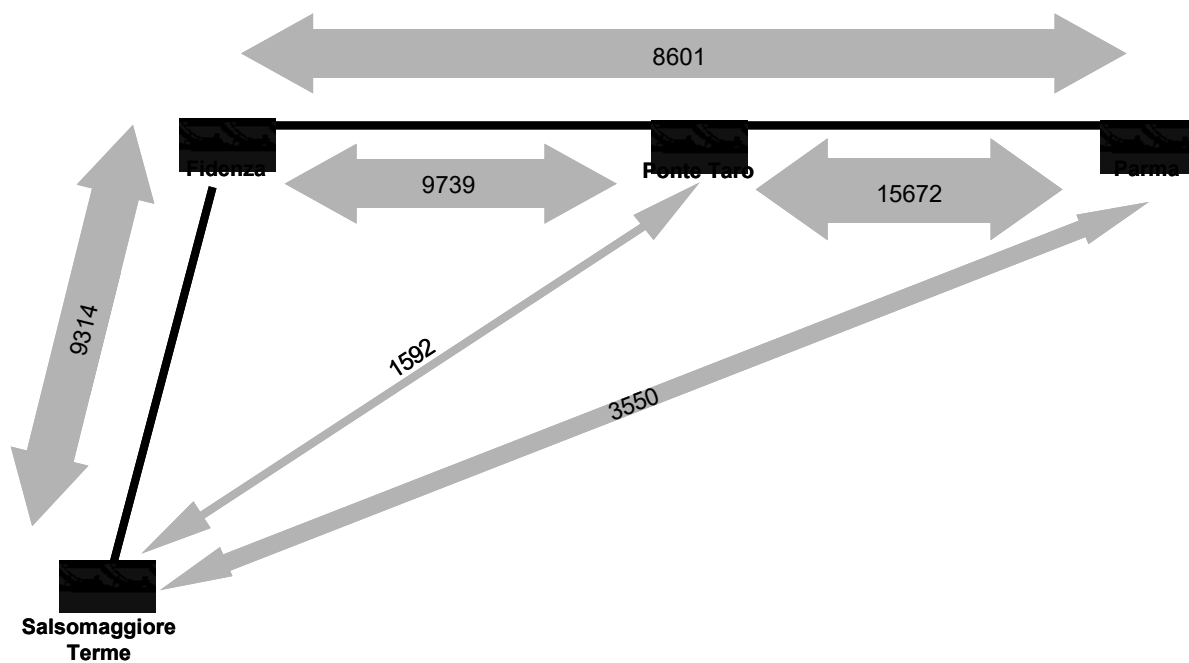 8601
Fidenza
Ponte Taro
Parma
9739
15672
9314
1592
3550
Salsomaggiore
Terme